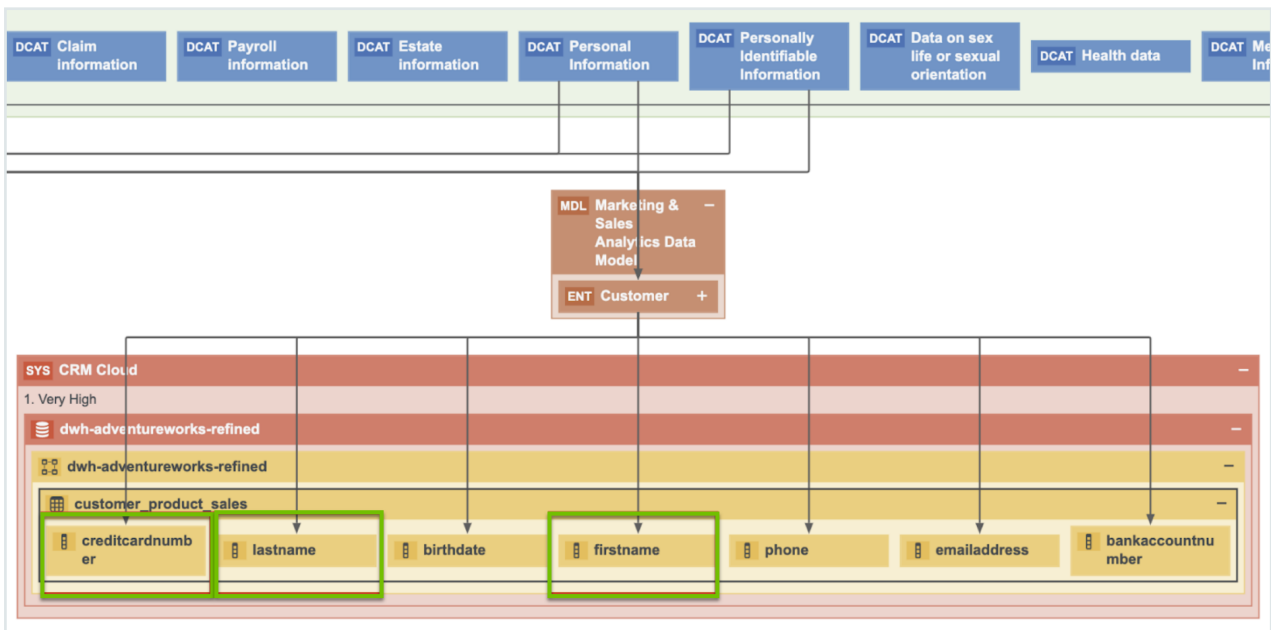 DCAT Claim
information
DCAT Payroll
information
DCAT Estate
information
DCAT Personal
Information
DCAT Personally
Identifiable
Information
DCAT Data on sex
life or sexual
orientation
DCAT Health data
DCAT
MDL Marketing &
Sales
Analytics Data
Model
ENT Customer +
SYS CRM Cloud
1. Very High
dwh-adventureworks-refined
dwh-adventureworks-refined
customer_product_sales
creditcardnumb
er
lastname
birthdate
firstname
phone
emailaddress
bankaccountnu
mber